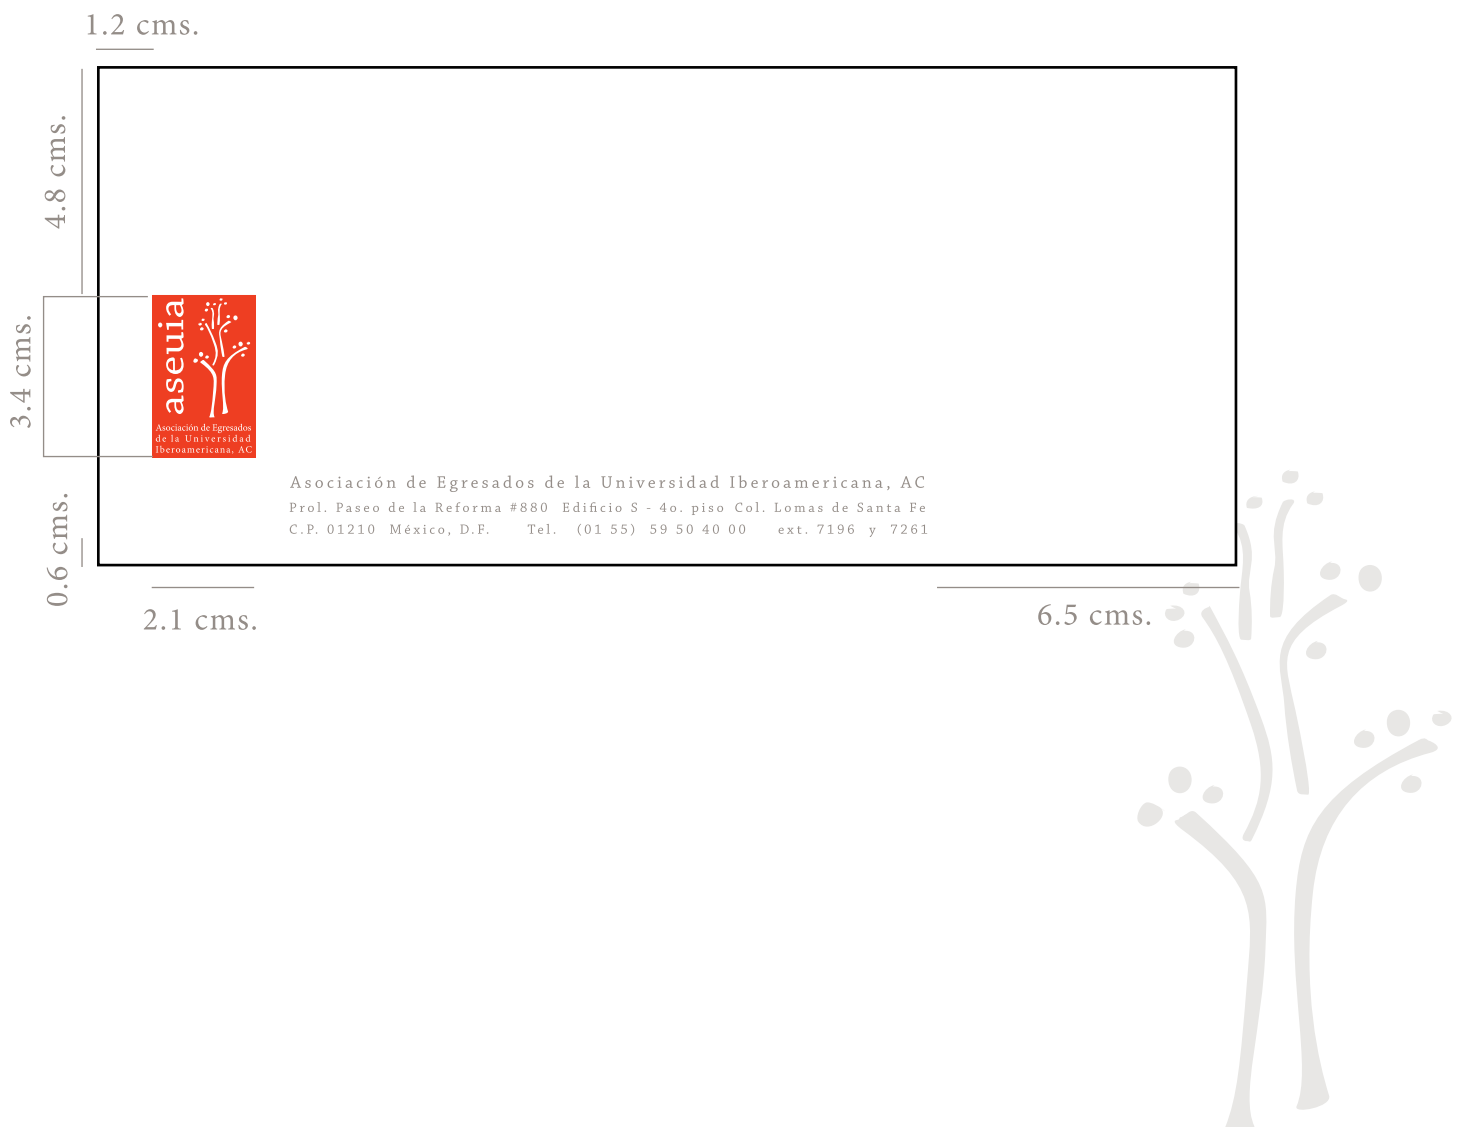 1.2 cms.
4.8 cms.
3.4 cms.
aseuia
Asociación de Egresados
de la Universidad
Iberoamericana, AC
Asociación de Egresados de la Universidad Iberoamericana, AC
Prol. Paseo de la Reforma #880 Edificio S - 4o. piso Col. Lomas de Santa Fe
C.P. 01210 México, D.F. Tel. (01 55) 59 50 40 00 ext. 7196 y 7261
0.6 cms.
2.1 cms.
6.5 cms.